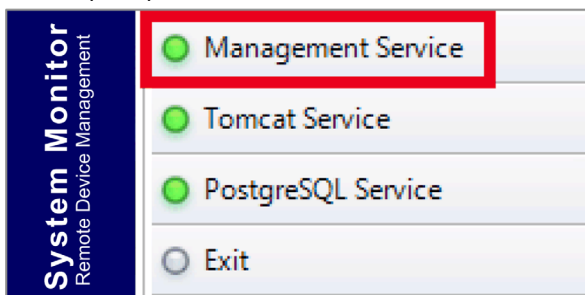 System Monitor
Remote Device Management
Management Service
Tomcat Service
PostgreSQL Service
Exit